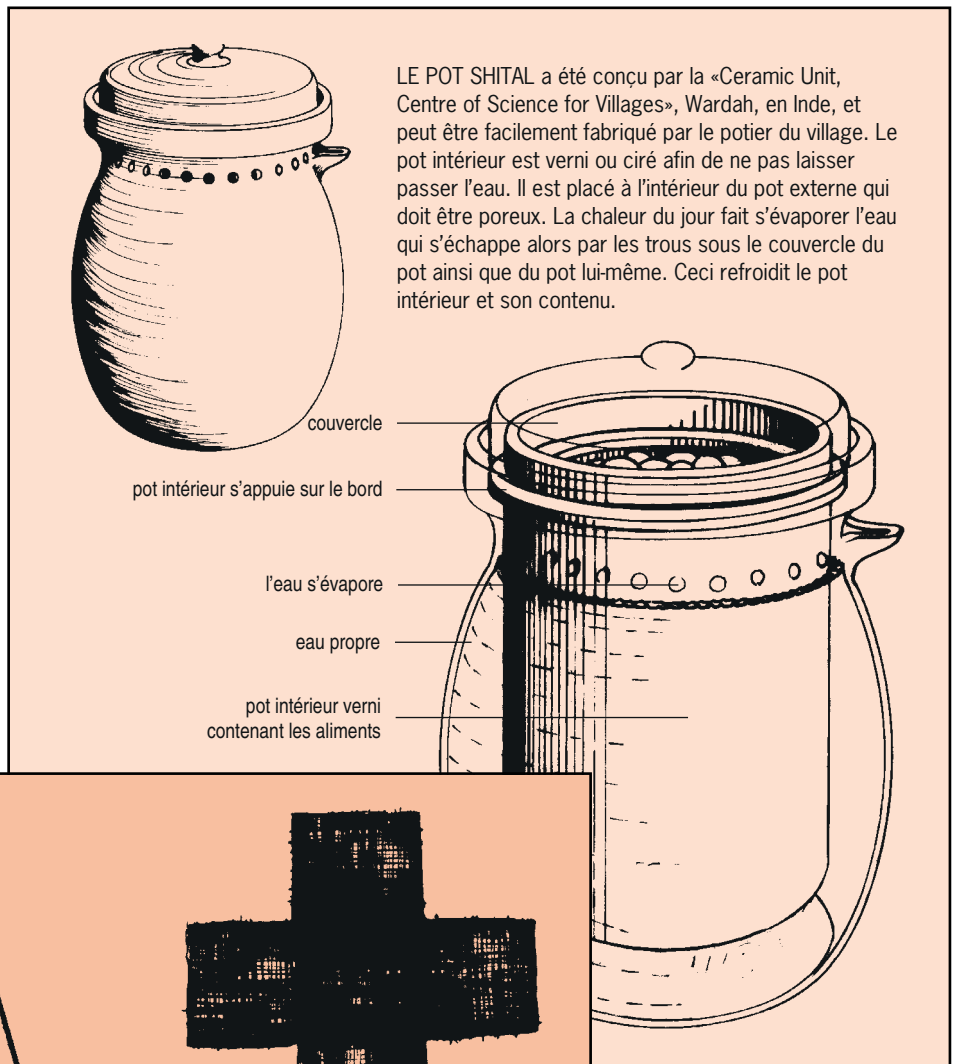 LE POT SHITAL a été conçu par la «Ceramic Unit,
Centre of Science for Villages», Wardah, en Inde, et
peut être facilement fabriqué par le potier du village. Le
pot intérieur est verni ou ciré afin de ne pas laisser
passer l'eau. Il est placé à l'intérieur du pot externe qui
doit être poreux. La chaleur du jour fait s'évaporer l'eau
qui s'échappe alors par les trous sous le couvercle du
pot ainsi que du pot lui-même. Ceci refroidit le pot
intérieur et son contenu.
couvercle
pot intérieur s'appuie sur le bord
l'eau s'évapore
eau propre
pot intérieur verni
contenant les aliments